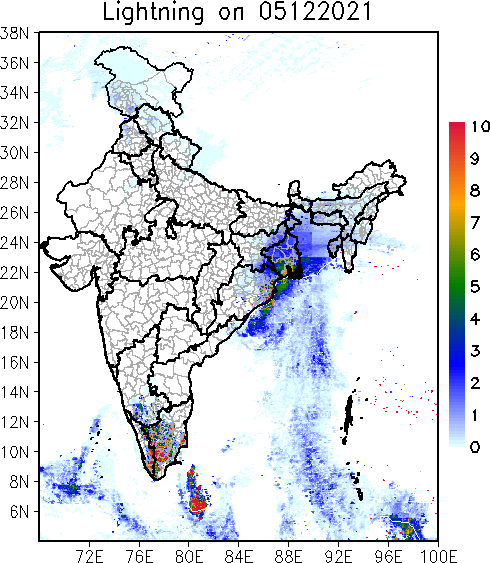 Lightning on 05122021
38N
36N
34N
32N
30N
28N
26N
24N
22N
20N
18N
16N
14N
12N
10N
8N
6N
72E 76E 80E 84E 88E 92E 96E 100E
10
9
8
7
6
5
4
3
2
1
0